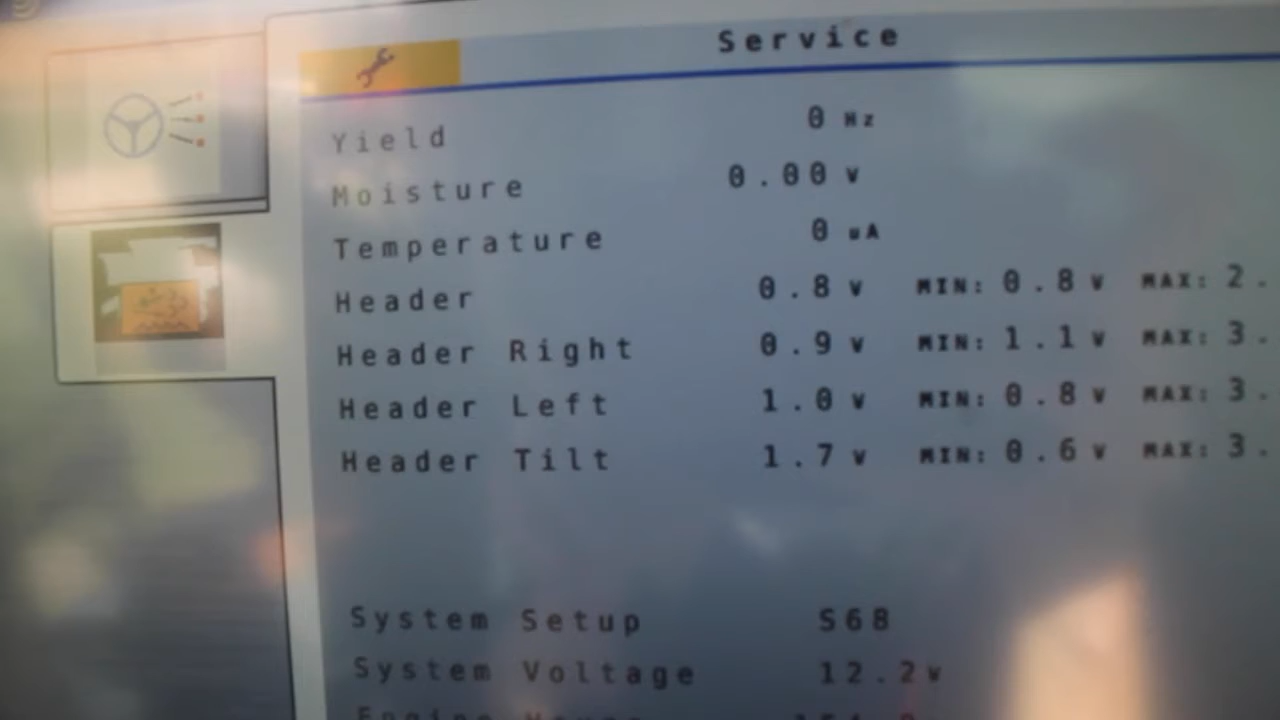 Service
Yield 0 Hz
Moisture 0.00 v
Temperature 0 uA
Header 0.8 v MIN: 0.8 v MAX: 2.
Header Right 0.9 v MIN: 1.1 v MAX: 3.
Header Left 1.0 v MIN: 0.8 v MAX: 3.
Header Tilt 1.7 v MIN: 0.6 v MAX: 3.
System Setup S68
System Voltage 12.2v
Engine